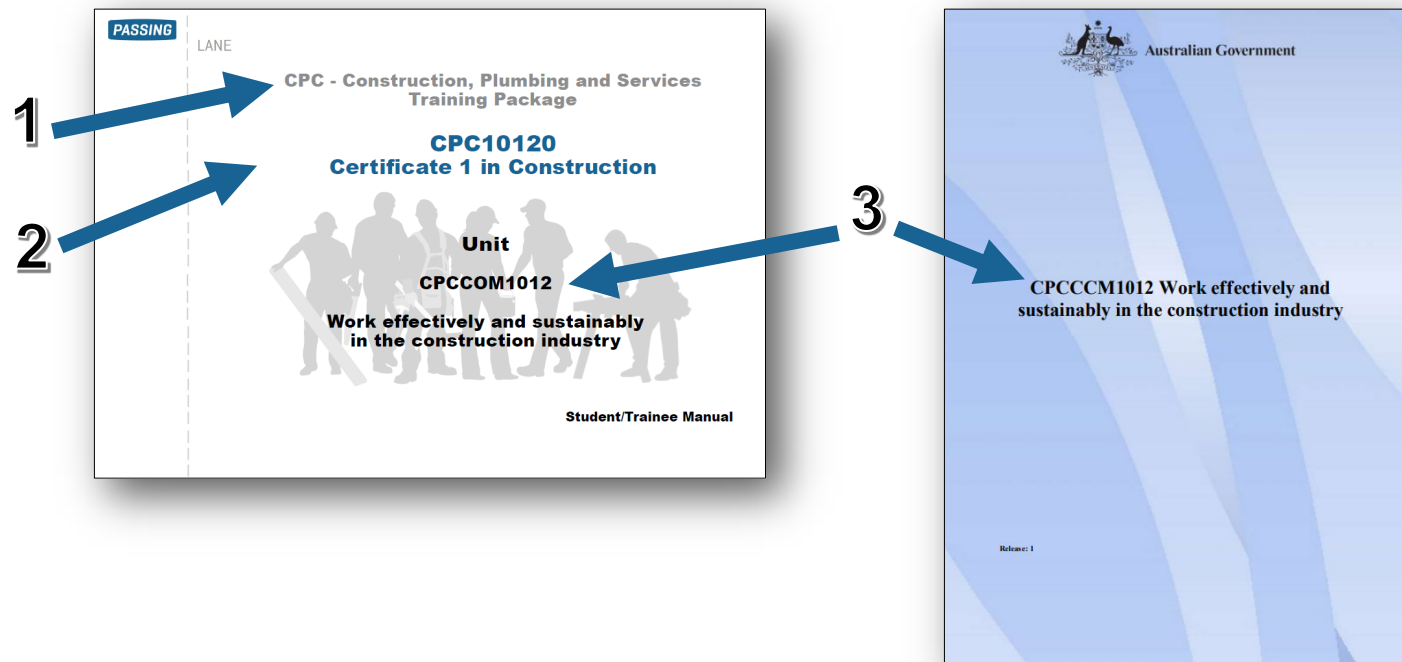 PASSING
LANE
CPC - Construction, Plumbing and Services
Training Package
CPC10120
Certificate 1 in Construction
Unit
CPCCOM1012
Work effectively and sustainably
in the construction industry
Student/Trainee Manual
1
2
3
Australian Government
CPCCCM1012 Work effectively and
sustainably in the construction industry
Release: 1